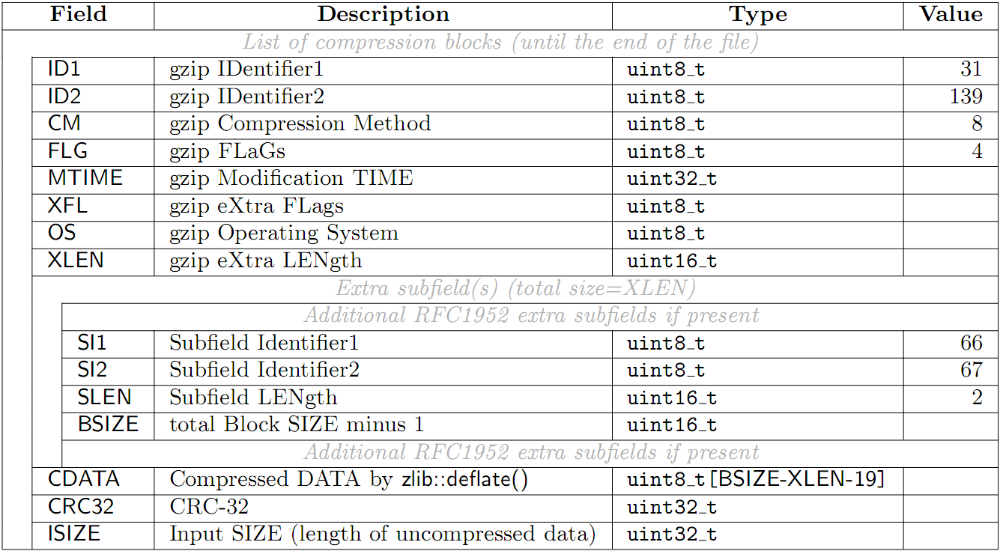 Field Description Type Value
List of compression blocks (until the end of the file)
ID1 gzip IDentifier1 uint8_t 31
ID2 gzip IDentifier2 uint8_t 139
CM gzip Compression Method uint8_t 8
FLG gzip FLaGs uint8_t 4
MTIME gzip Modification TIME uint32_t
XFL gzip eXtra FLags uint8_t
OS gzip Operating System uint8_t
XLEN gzip eXtra LENgth uint16_t
Extra subfield(s) (total size=XLEN)
Additional RFC1952 extra subfields if present
SI1 Subfield Identifier1 uint8_t 66
SI2 Subfield Identifier2 uint8_t 67
SLEN Subfield LENgth uint16_t 2
BSIZE total Block SIZE minus 1 uint16_t
Additional RFC1952 extra subfields if present
CDATA Compressed DATA by zlib::deflate() uint8_t[BSIZE-XLEN-19]
CRC32 CRC-32 uint32_t
ISIZE Input SIZE (length of uncompressed data) uint32_t